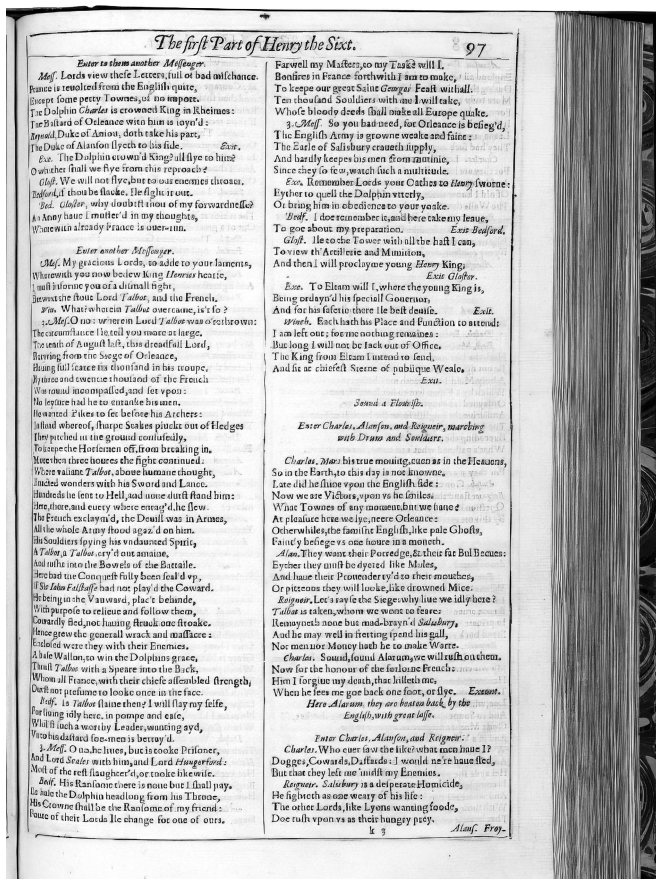 The first Part of Henry the Sixt.
97
Enter to them another Messenger.
Mess. Lords view these Letters, full of bad mischance.
France is reuolted from the English quite,
Except some petty Townes, of no import.
The Dolphin Charles is crowned King in Rheimes:
The Bastard of Orleance with him is ioyn'd:
Reynold, Duke of Aniou, doth take his part,
The Duke of Alanson flyeth to his side. Exit.
Exe. The Dolphin crown'd King? all flye to him?
O whither shall we flye from this reproach?
Glost. We will not flye, but to our enemies throats.
Bedford, if thou be slacke, Ile fight it out.
Bed. Gloster, why doubtst thou of my forwardnesse?
An Army haue I muster'd in my thoughts,
Wherewith already France is ouer-run.
Enter another Messenger.
Mes. My gracious Lords, to adde to your laments,
Wherewith you now bedew King Henries hearse,
I must informe you of a dismall fight,
Betwixt the stout Lord Talbot, and the French.
Win. What? wherein Talbot ouercame, is't so?
3. Mes. O no: wherein Lord Talbot was o'rethrown:
The circumstance Ile tell you more at large.
The tenth of August last, this dreadfull Lord,
Retyring from the Siege of Orleance,
Hauing full scarce six thousand in his troupe,
By three and twentie thousand of the French
Was round incompassed, and set vpon:
No leysure had he to enranke his men.
He wanted Pikes to set before his Archers:
In stead whereof, sharpe Stakes pluckt out of Hedges
They pitched in the ground confusedly,
To keepe the Horsemen off, from breaking in.
More then three houres the fight continued:
Where valiant Talbot, aboue humane thought,
Enacted wonders with his Sword and Lance.
Hundreds he sent to Hell, and none durst stand him:
Here, there, and euery where enrag'd, he slew.
The French exclaym'd, the Deuill was in Armes,
All the whole Army stood agaz'd on him.
His Souldiers spying his vndaunted Spirit,
A Talbot, a Talbot, cry'd out amaine,
And rusht into the Bowels of the Battaile.
Here had the Conquest fully been seal'd vp,
If Sir Iohn Falstaffe had not play'd the Coward.
He being in the Vauward, plac't behinde,
With purpose to relieue and follow them,
Cowardly fled, not hauing struck one stroake.
Hence grew the generall wrack and massacre:
Enclosed were they with their Enemies.
A base Wallon, to win the Dolphins grace,
Thrust Talbot with a Speare into the Back,
Whom all France, with their chiefe assembled strength,
Durst not presume to looke once in the face.
Bedf. Is Talbot slaine then? I will slay my selfe,
For liuing idly here, in pompe and ease,
Whil'st such a worthy Leader, wanting ayd,
Vnto his dastard foe-men is betray'd.
3. Mess. O no, he liues, but is tooke Prisoner,
And Lord Scales with him, and Lord Hungerford:
Most of the rest slaughter'd, or tooke likewise.
Bedf. His Ransome there is none but I shall pay.
Ile hale the Dolphin headlong from his Throne,
His Crowne shall be the Ransome of my friend:
Foure of their Lords Ile change for one of ours.
Farwell my Masters, to my Taske will I,
Bonfires in France forthwith I am to make,
To keepe our great Saint Georges Feast withall.
Ten thousand Souldiers with me I will take,
Whose bloody deeds shall make all Europe quake.
3. Mess. So you had need, for Orleance is besieg'd,
The English Army is growne weake and faint:
The Earle of Salisbury craueth supply,
And hardly keepes his men from mutinie,
Since they so few, watch such a multitude.
Exe. Remember Lords your Oathes to Henry sworne:
Eyther to quell the Dolphin vtterly,
Or bring him in obedience to your yoake.
Bedf. I doe remember it, and here take my leaue,
To goe about my preparation. Exit Bedford.
Glost. Ile to the Tower with all the hast I can,
To view th'Artillerie and Munition,
And then I will proclayme young Henry King.
Exit Gloster.
Exe. To Eltam will I, where the young King is,
Being ordayn'd his speciall Gouernor,
And for his safetie there Ile best deuise. Exit.
Winch. Each hath his Place and Function to attend:
I am left out; for me nothing remaines:
But long I will not be Iack out of Office.
The King from Eltam I intend to send,
And sit at chiefest Sterne of publique Weale.
Exit.
Sound a Flourish.
Enter Charles, Alanson, and Reigneir, marching
with Drum and Souldiers.
Charles. Mars his true mouing, euen as in the Heauens,
So in the Earth, to this day is not knowne.
Late did he shine vpon the English side:
Now we are Victors, vpon vs he smiles.
What Townes of any moment, but we haue?
At pleasure here we lye, neere Orleance:
Otherwhiles, the famisht English, like pale Ghosts,
Faintly besiege vs one houre in a moneth.
Alan. They want their Porredge, & their fat Bul Beeues:
Eyther they must be dyeted like Mules,
And haue their Prouender ty'd to their mouthes,
Or pitteous they will looke, like drowned Mice.
Reigneir. Let's rayse the Siege: why liue we idly here?
Talbot is taken, whom we wont to feare:
Remayneth none but mad-brayn'd Salisbury,
And he may well in fretting spend his gall,
Nor men nor Money hath he to make Warre.
Charles. Sound, sound Alarum, we will rush on them.
Now for the honour of the forlorne French:
Him I forgiue my death, that killeth me,
When he sees me goe back one foot, or flye. Exeunt.
Here Alarum, they are beaten back by the
English, with great losse.
Enter Charles, Alanson, and Reigneir.
Charles. Who euer saw the like? what men haue I?
Dogges, Cowards, Dastards: I would ne're haue fled,
But that they left me 'midst my Enemies.
Reigneir. Salisbury is a desperate Homicide,
He fighteth as one weary of his life:
The other Lords, like Lyons wanting foode,
Doe rush vpon vs as their hungry prey.
k 3
Alans. Froy-